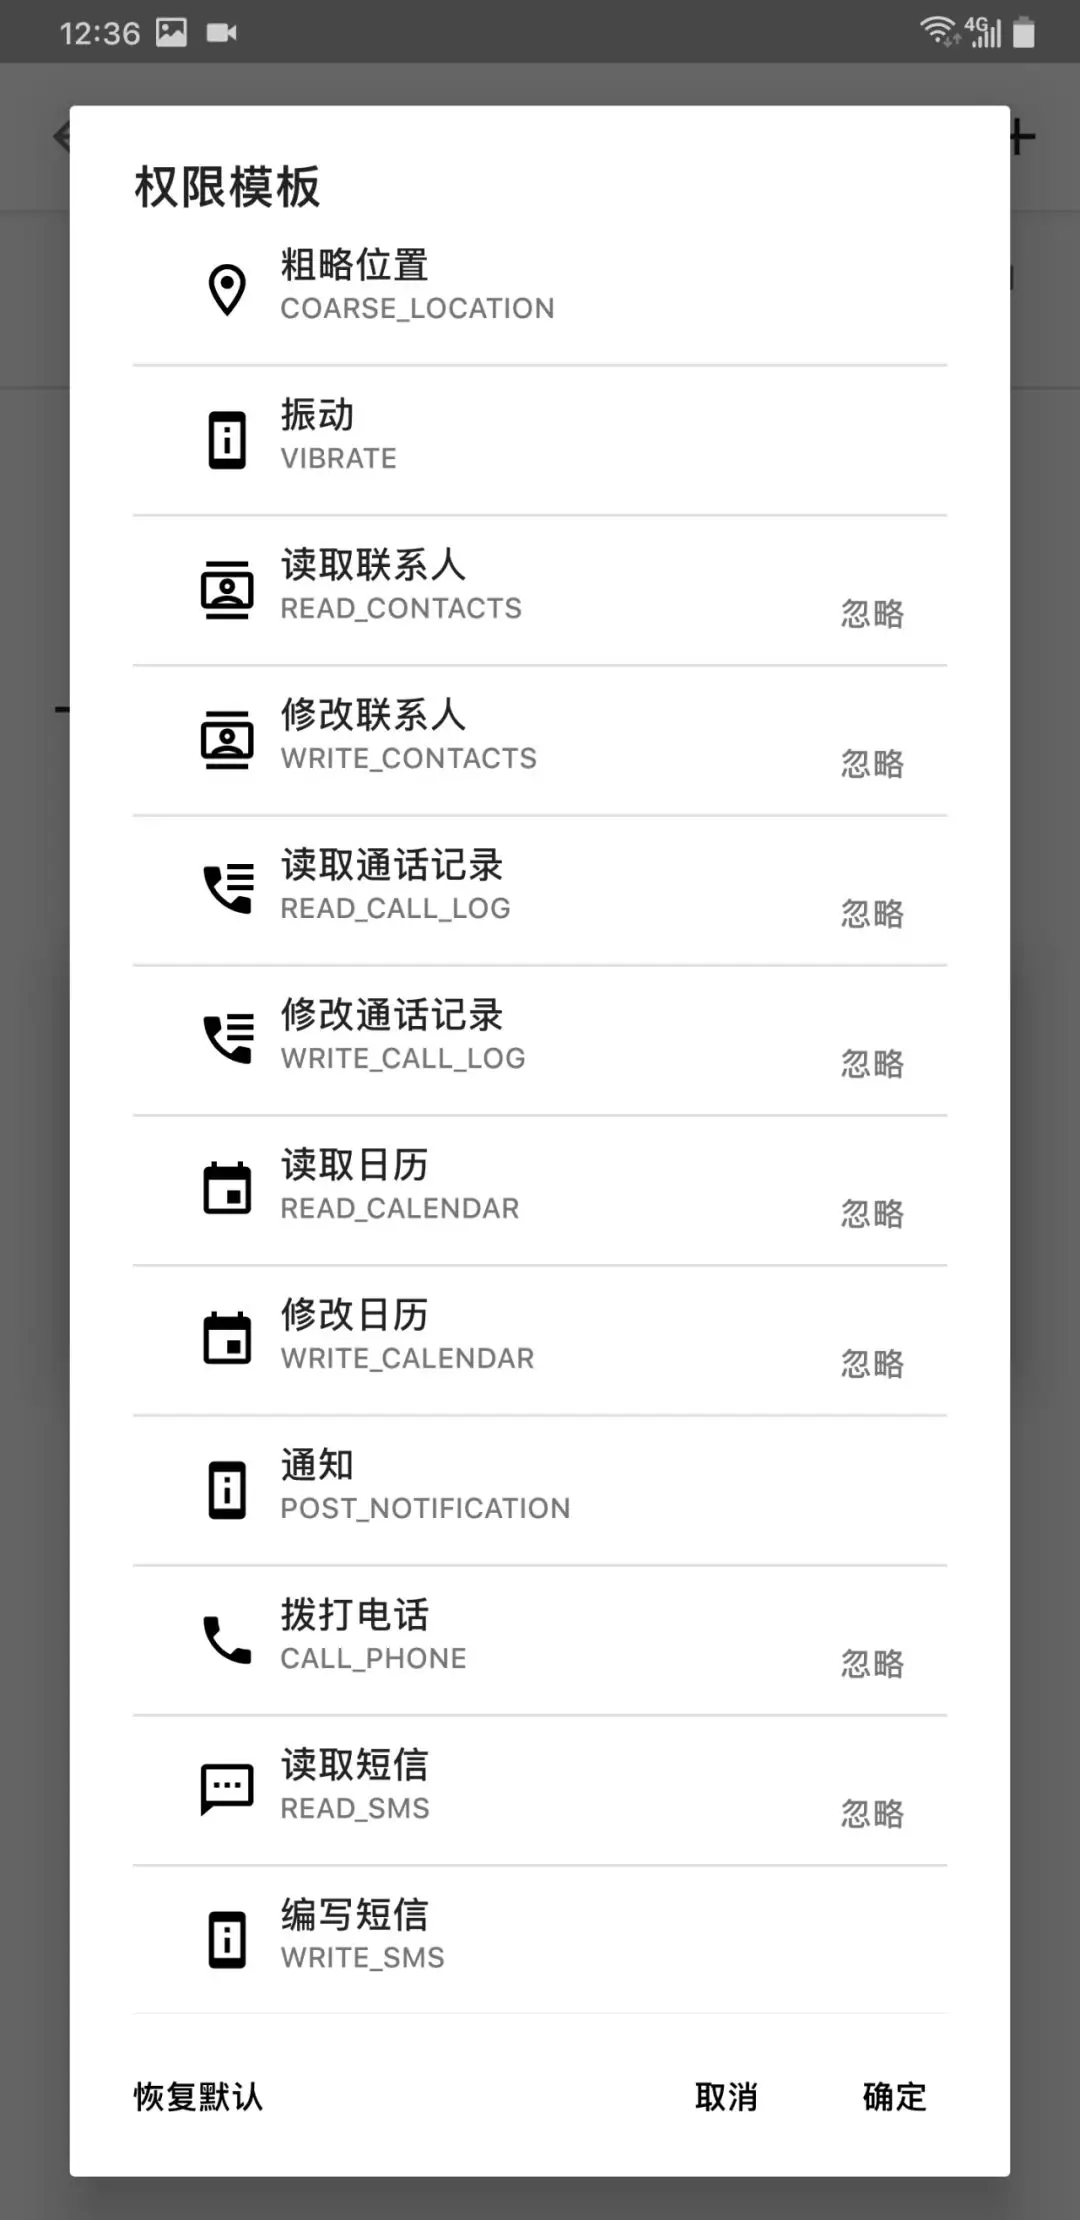 12:36
4G
权限模板
粗略位置
COARSE_LOCATION
振动
VIBRATE
读取联系人
READ_CONTACTS
忽略
修改联系人
WRITE_CONTACTS
忽略
读取通话记录
READ_CALL_LOG
忽略
修改通话记录
WRITE_CALL_LOG
忽略
读取日历
READ_CALENDAR
忽略
修改日历
WRITE_CALENDAR
忽略
通知
POST_NOTIFICATION
拨打电话
CALL_PHONE
忽略
读取短信
READ_SMS
忽略
编写短信
WRITE_SMS
恢复默认
取消
确定